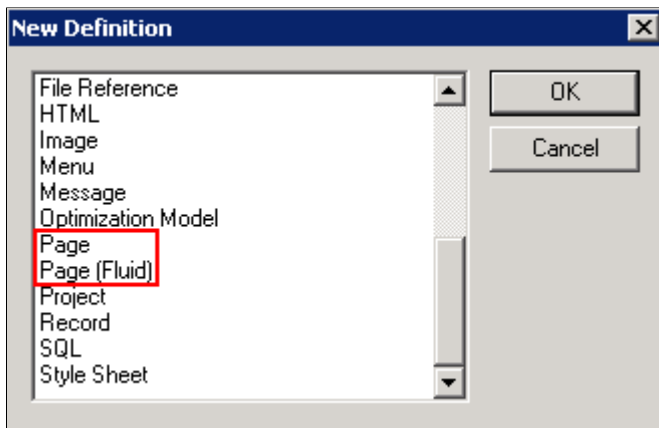 New Definition
File Reference
HTML
Image
Menu
Message
Optimization Model
Page
Page (Fluid)
Project
Record
SQL
Style Sheet
OK
Cancel